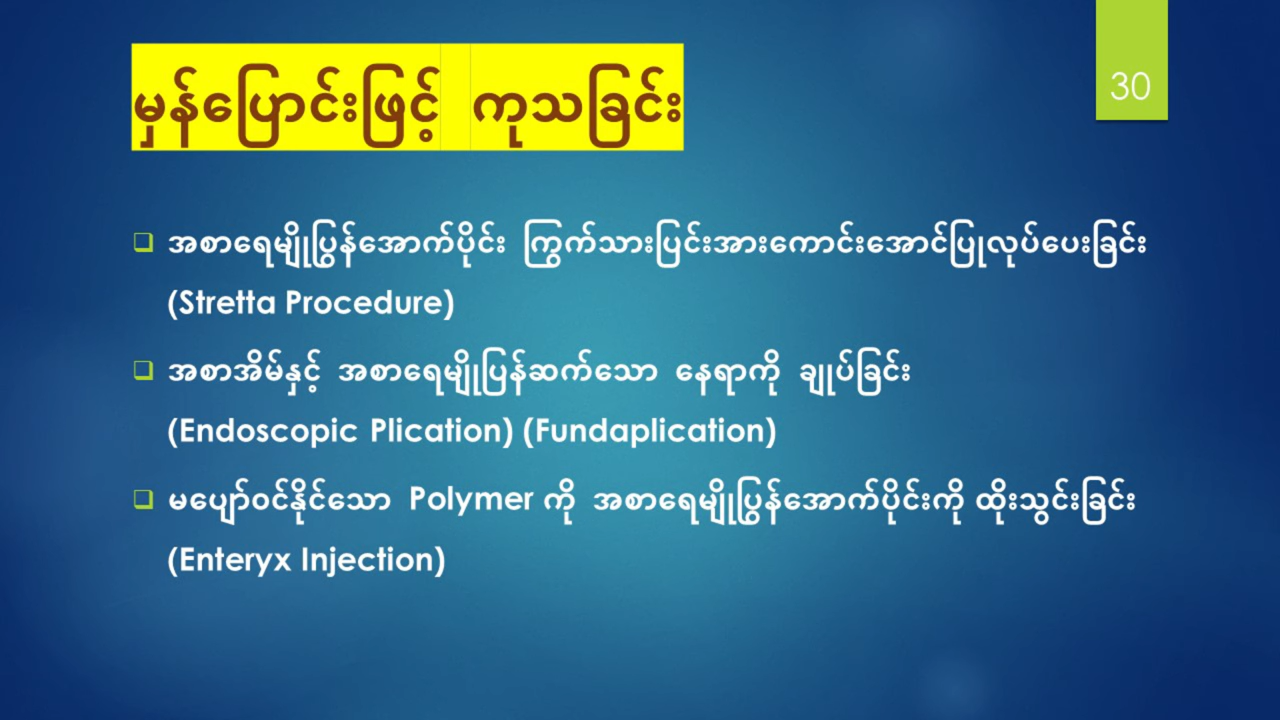 မှန်ပြောင်းဖြင့် ကုသခြင်း
30
အစာရေမျိုပြွန်အောက်ပိုင်း ကြွက်သားပြင်းအားကောင်းအောင်ပြုလုပ်ပေးခြင်း
(Stretta Procedure)
အစာအိမ်နှင့် အစာရေမျိုပြန်ဆက်သော နေရာကို ချုပ်ခြင်း
(Endoscopic Plication) (Fundaplication)
မပျော်ဝင်နိုင်သော Polymer ကို အစာရေမျိုပြွန်အောက်ပိုင်းကို ထိုးသွင်းခြင်း
(Enteryx Injection)